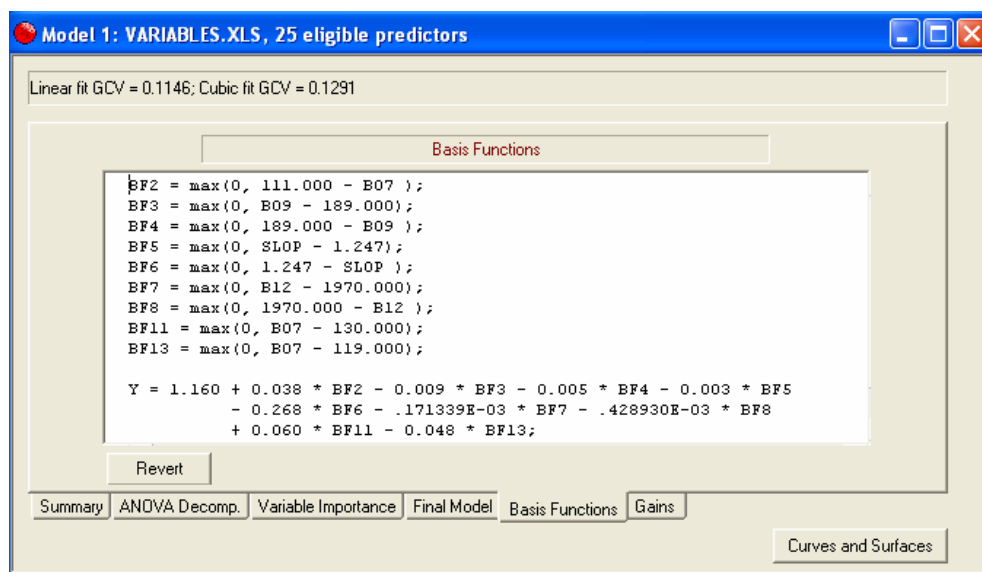 Model 1: VARIABLES.XLS, 25 eligible predictors
Linear fit GCV = 0.1146; Cubic fit GCV = 0.1291
Basis Functions
BF2 = max(0, 111.000 - B07 );
BF3 = max(0, B09 - 189.000);
BF4 = max(0, 189.000 - B09 );
BF5 = max(0, SLOP - 1.247);
BF6 = max(0, 1.247 - SLOP );
BF7 = max(0, B12 - 1970.000);
BF8 = max(0, 1970.000 - B12 );
BF11 = max(0, B07 - 130.000);
BF13 = max(0, B07 - 119.000);
Y = 1.160 + 0.038 * BF2 - 0.009 * BF3 - 0.005 * BF4 - 0.003 * BF5
- 0.268 * BF6 - .171339E-03 * BF7 - .428930E-03 * BF8
+ 0.060 * BF11 - 0.048 * BF13;
Revert
Summary ANOVA Decomp. Variable Importance Final Model Basis Functions Gains
Curves and Surfaces